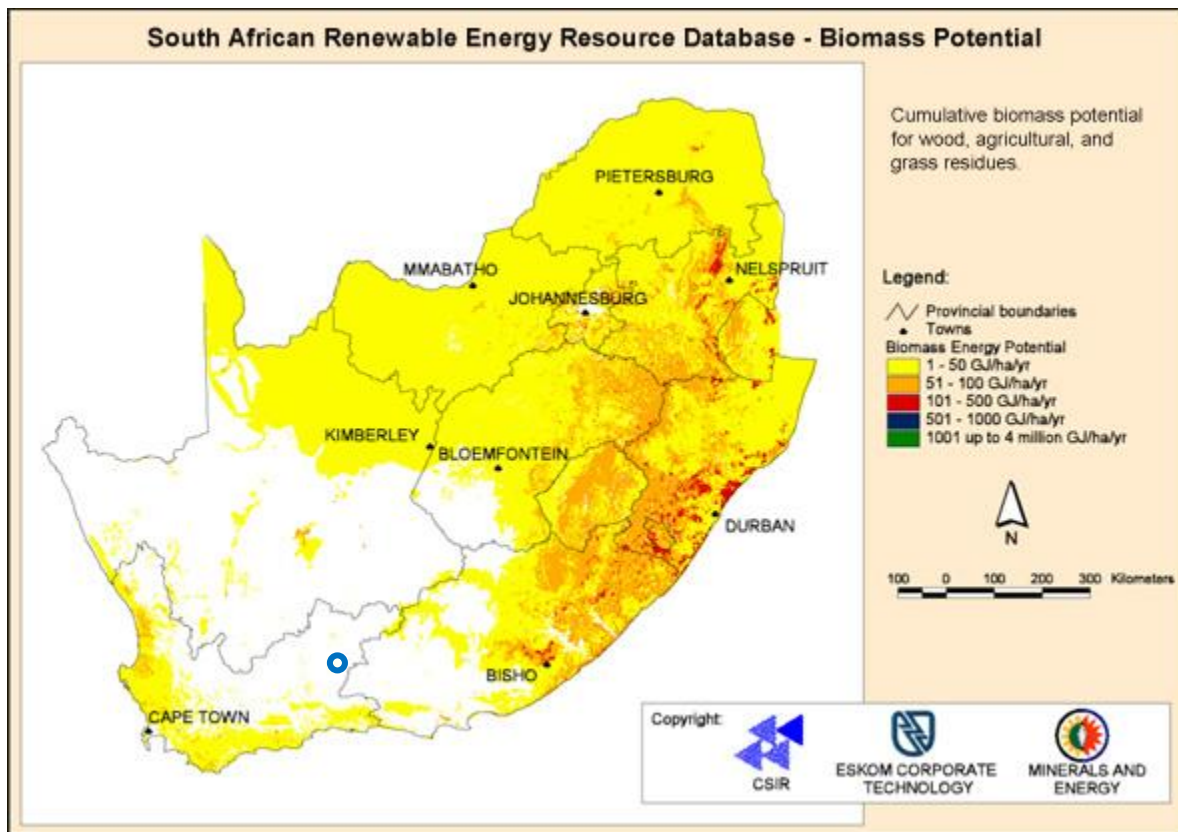 South African Renewable Energy Resource Database - Biomass Potential
Cumulative biomass potential
for wood, agricultural, and
grass residues.
PIETERSBURG
MMABATHO
NELSPRUIT
JOHANNESBURG
KIMBERLEY
BLOEMFONTEIN
DURBAN
BISHO
CAPE TOWN
Legend:
Provincial boundaries
Towns
Biomass Energy Potential
1 - 50 GJ/ha/yr
51 - 100 GJ/ha/yr
101 - 500 GJ/ha/yr
501 - 1000 GJ/ha/yr
1001 up to 4 million GJ/ha/yr
N
100 0 100 200 300 Kilometers
Copyright:
CSIR
ESKOM CORPORATE
TECHNOLOGY
MINERALS AND
ENERGY